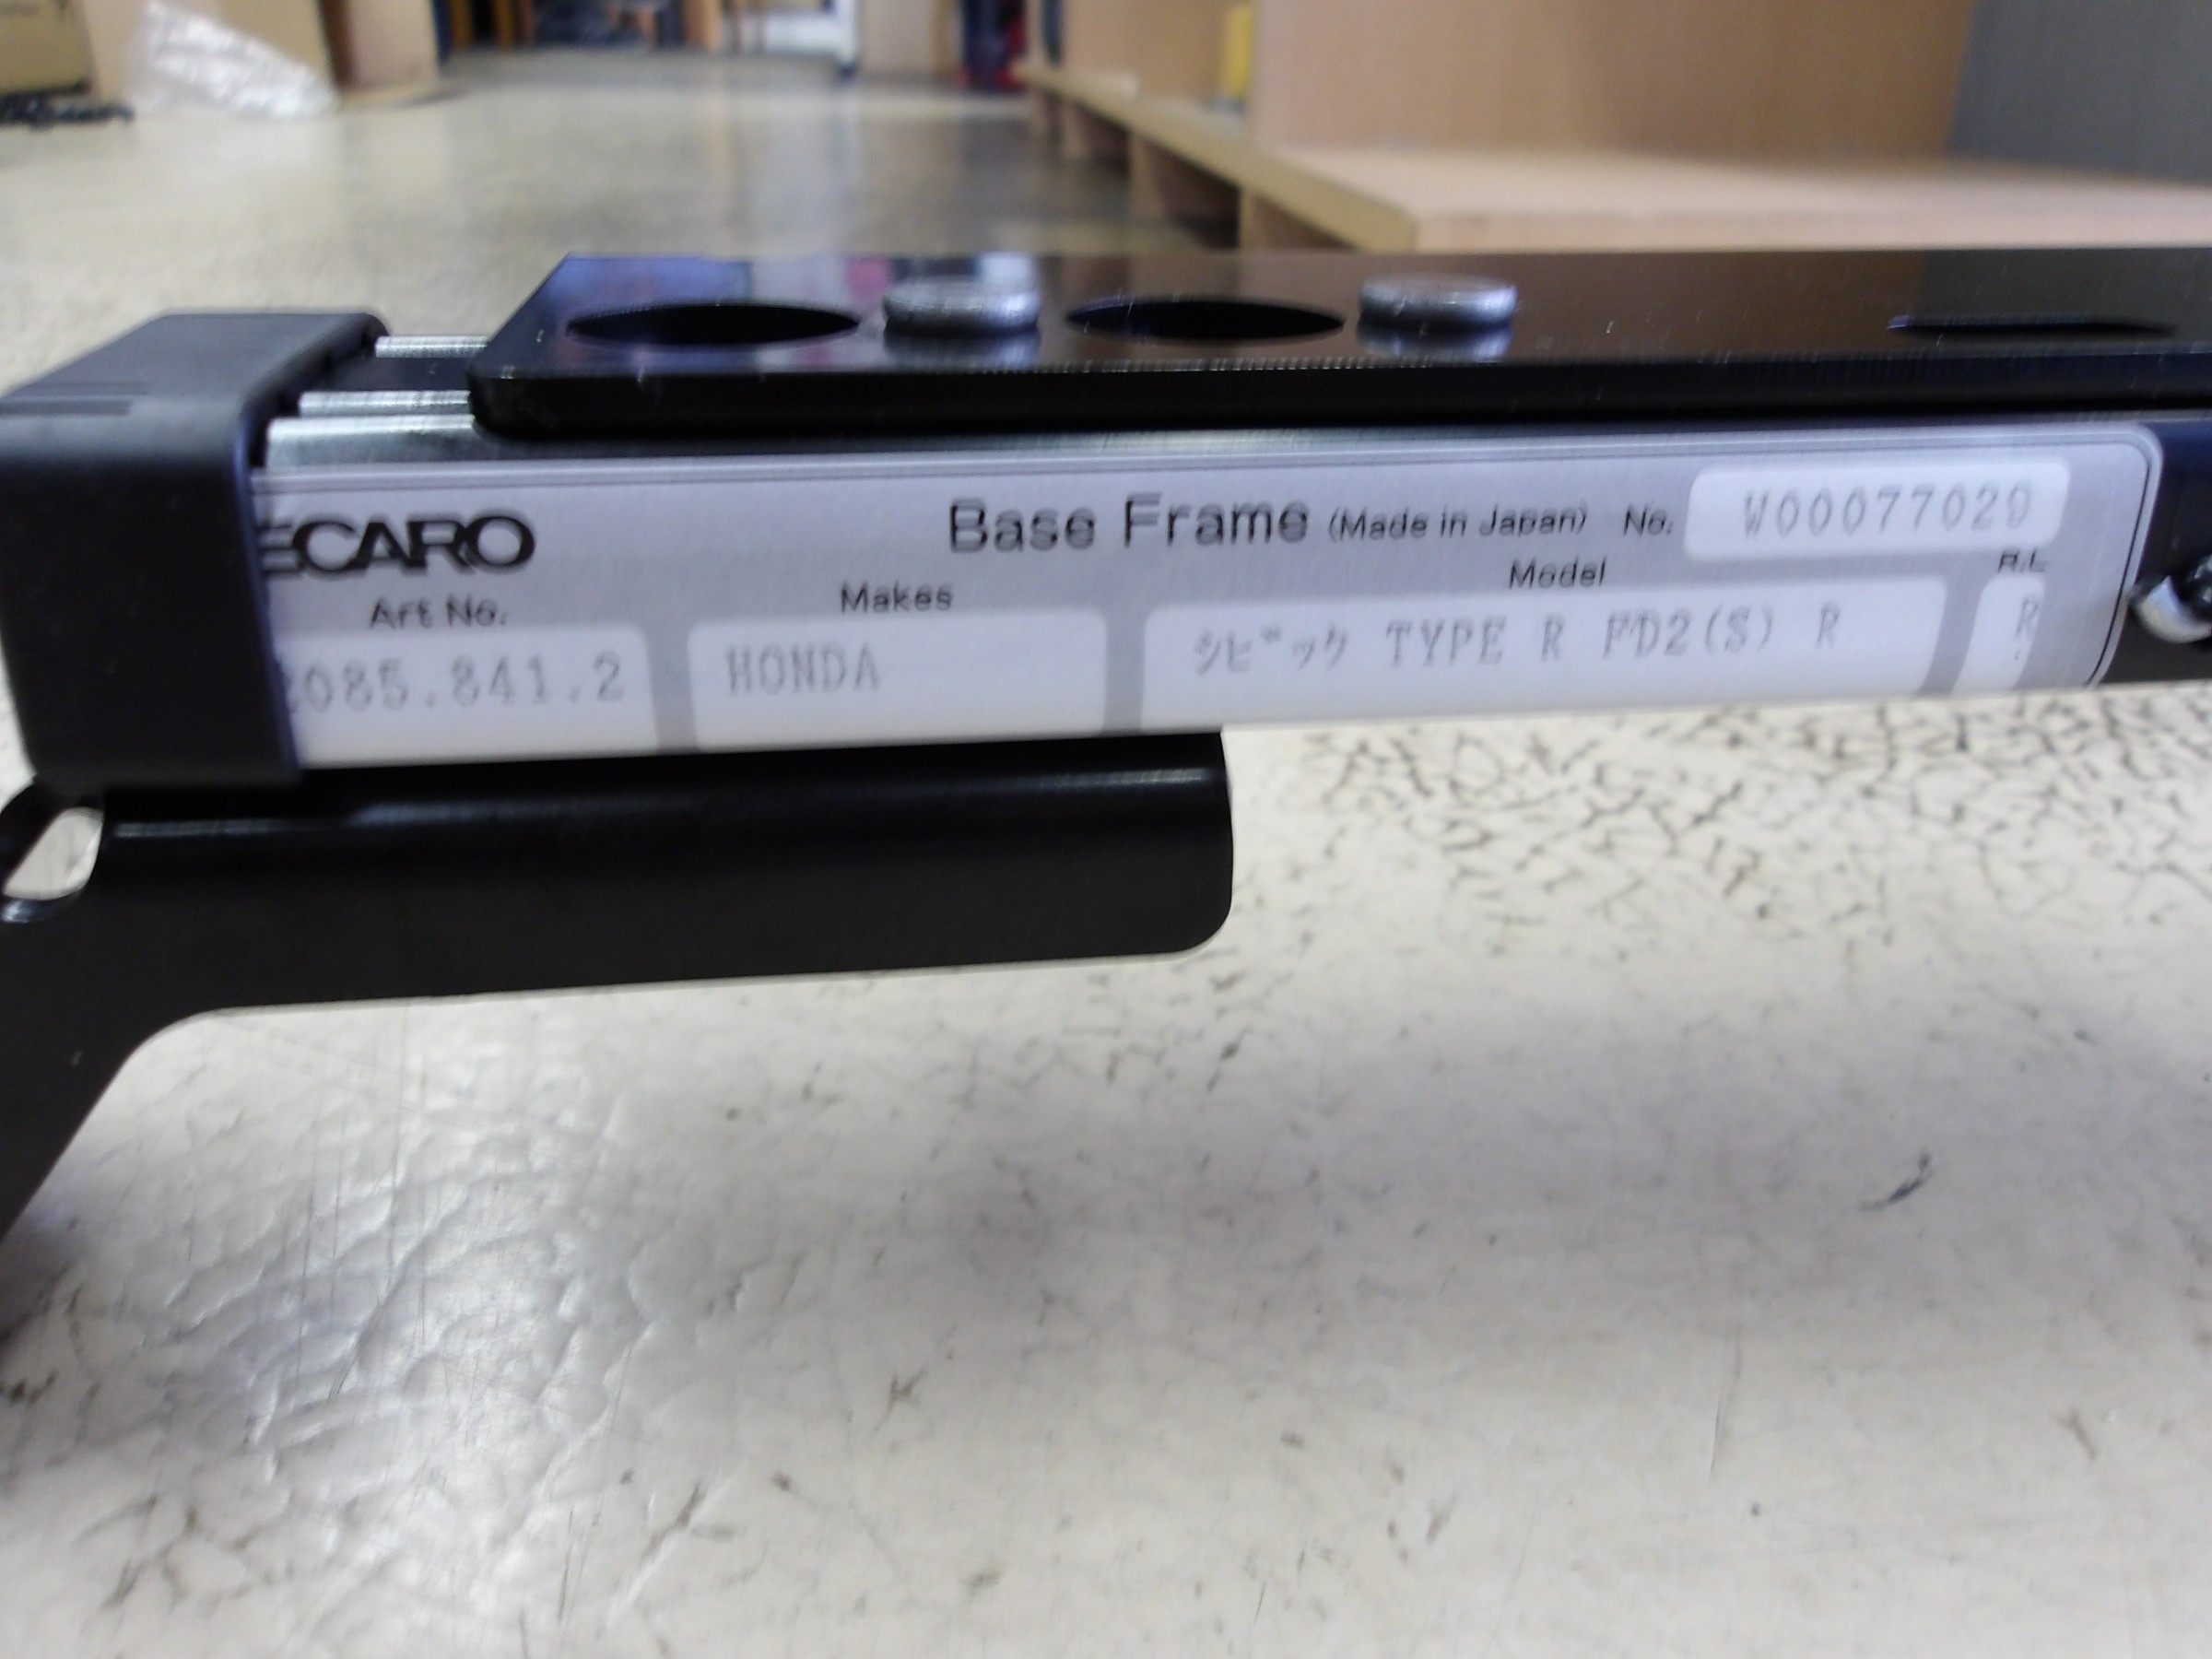 ECARO Base Frame (Made in Japan) No. W00077029
Art No. Makes Model R.L
2085.841.2 HONDA シビック TYPE R FD2(S) R R